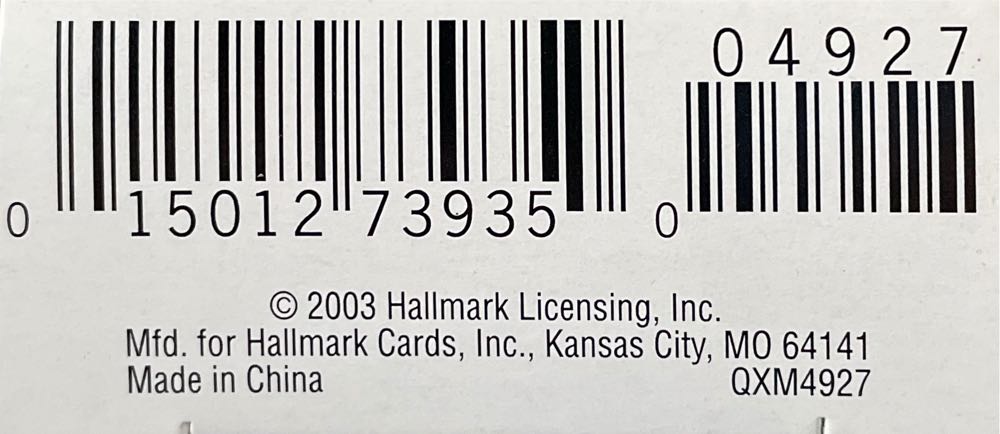 04927
0 15012 73935 0
© 2003 Hallmark Licensing, Inc.
Mfd. for Hallmark Cards, Inc., Kansas City, MO 64141
Made in China QXM4927